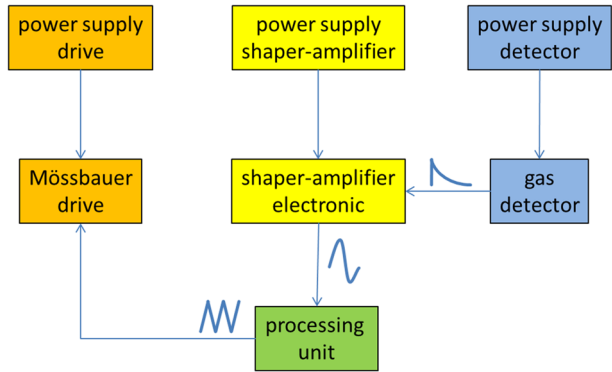 power supply
drive
power supply
shaper-amplifier
power supply
detector
Mössbauer
drive
shaper-amplifier
electronic
gas
detector
processing
unit